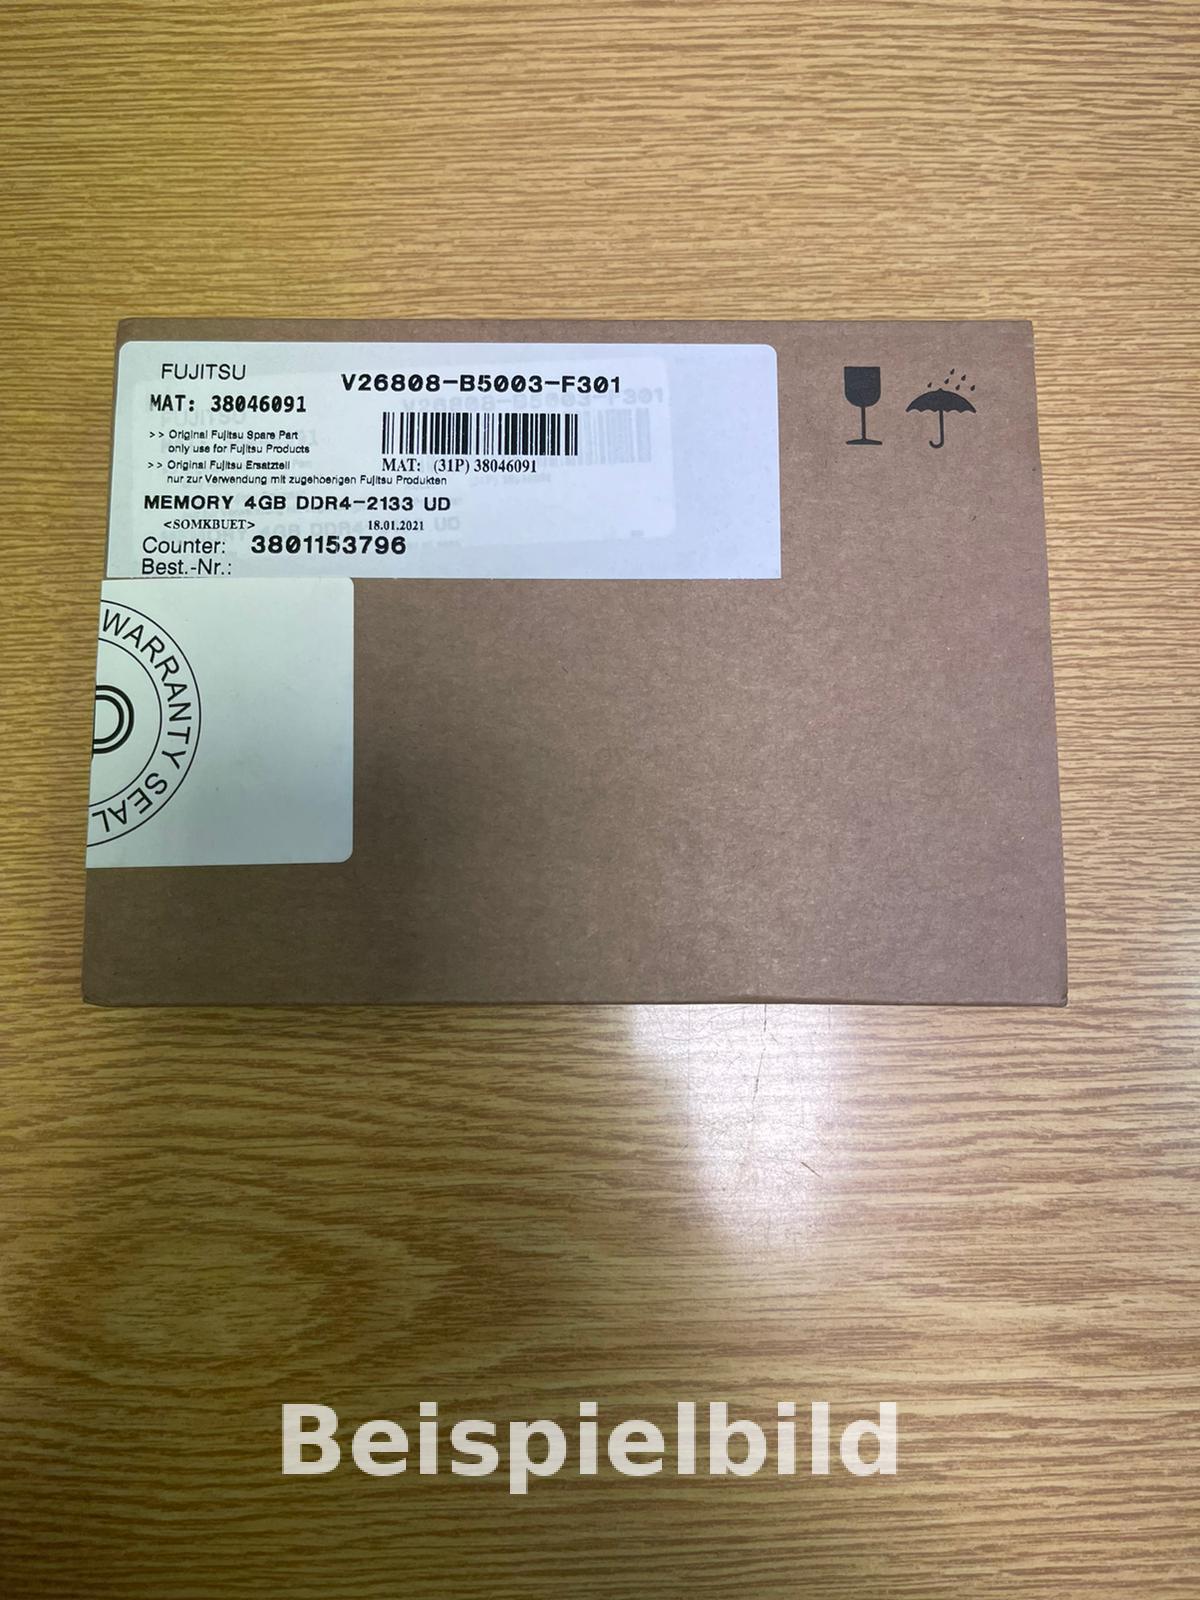 FUJITSU
V26808-B5003-F301
MAT: 38046091
>> Original Fujitsu Spare Part
only use for Fujitsu Products
>> Original Fujitsu Ersatzteil
nur zur Verwendung mit zugehoerigen Fujitsu Produkten
MAT: (31P) 38046091
MEMORY 4GB DDR4-2133 UD
<SOMKBUET> 18.01.2021
Counter: 3801153796
Best.-Nr.:
WARRANTY SEAL
Beispielbild